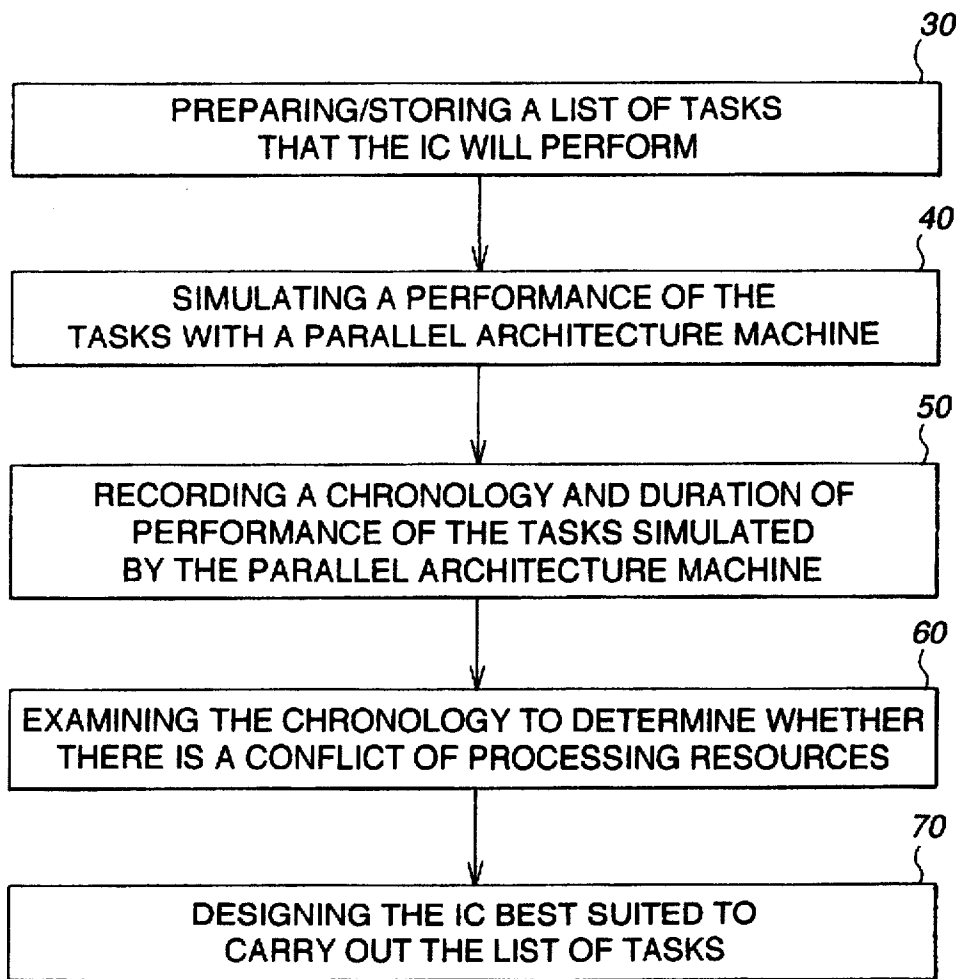 30
PREPARING/STORING A LIST OF TASKS
THAT THE IC WILL PERFORM
40
SIMULATING A PERFORMANCE OF THE
TASKS WITH A PARALLEL ARCHITECTURE MACHINE
50
RECORDING A CHRONOLOGY AND DURATION OF
PERFORMANCE OF THE TASKS SIMULATED
BY THE PARALLEL ARCHITECTURE MACHINE
60
EXAMINING THE CHRONOLOGY TO DETERMINE WHETHER
THERE IS A CONFLICT OF PROCESSING RESOURCES
70
DESIGNING THE IC BEST SUITED TO
CARRY OUT THE LIST OF TASKS